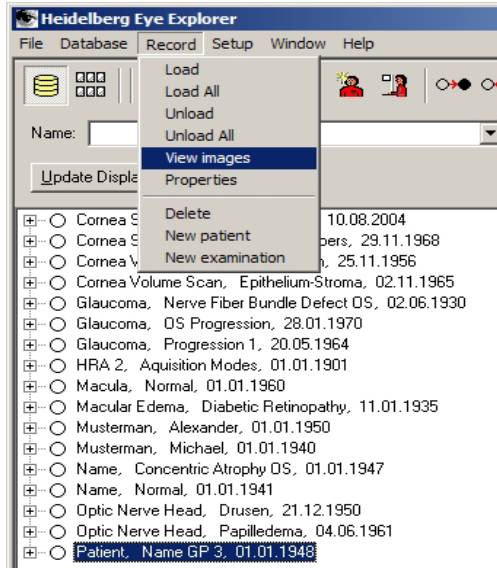 Heidelberg Eye Explorer
File Database Record Setup Window Help
Load
Load All
Unload
Name:
Unload All
View images
Update Displa
Properties
Delete
New patient
New examination
Cornea S 10.08.2004
Cornea S bers, 29.11.1968
Cornea V , 25.11.1956
Cornea Volume Scan, Epithelium-Stroma, 02.11.1965
Glaucoma, Nerve Fiber Bundle Defect OS, 02.06.1930
Glaucoma, OS Progression, 28.01.1970
Glaucoma, Progression 1, 20.05.1964
HRA 2, Aquisition Modes, 01.01.1901
Macula, Normal, 01.01.1960
Macular Edema, Diabetic Retinopathy, 11.01.1935
Musterman, Alexander, 01.01.1950
Musterman, Michael, 01.01.1940
Name, Concentric Atrophy OS, 01.01.1947
Name, Normal, 01.01.1941
Optic Nerve Head, Drusen, 21.12.1950
Optic Nerve Head, Papilledema, 04.06.1961
Patient, Name GP 3, 01.01.1948